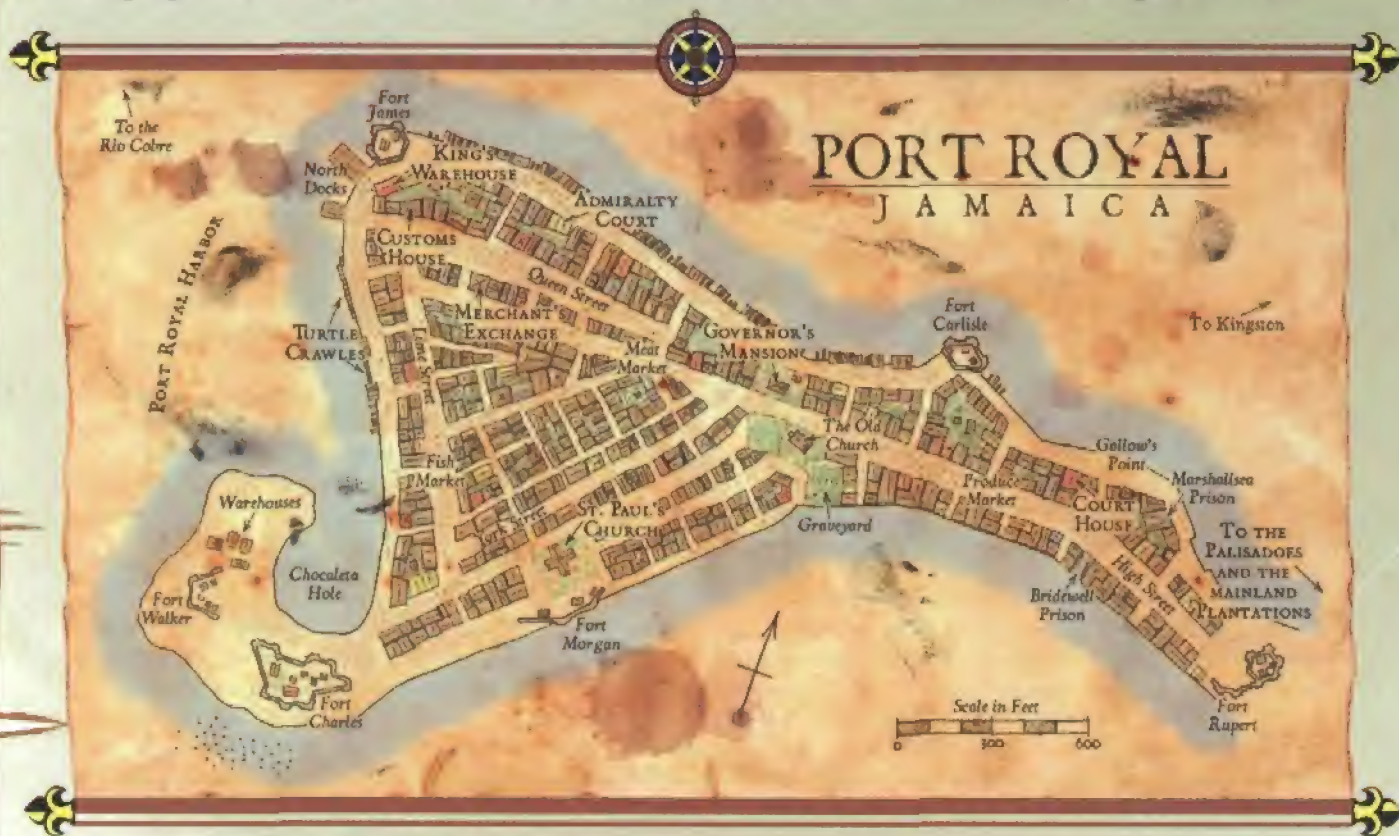 PORT ROYAL
JAMAICA
To the
Rio Cobre
Fort
James
North
Docks
KING'S
WAREHOUSE
ADMIRALTY
COURT
CUSTOMS
HOUSE
PORT ROYAL HARBOR
Queen Street
MERCHANT'S
EXCHANGE
TURTLE
CRAWLES
Lime Street
Meat
Market
GOVERNOR'S
MANSION
Fort
Carlisle
To Kingston
The Old
Church
Gallow's
Point
Marshallsea
Prison
Fish
Market
Produce
Market
COURT
HOUSE
Warehouses
Street
ST. PAUL'S
CHURCH
Graveyard
TO THE
PALISADOES
AND THE
MAINLAND
PLANTATIONS
Chocaleta
Hole
High Street
Fort
Walker
Bridewell
Prison
Fort
Morgan
Fort
Charles
Fort
Rupert
Scale in Feet
0 300 600